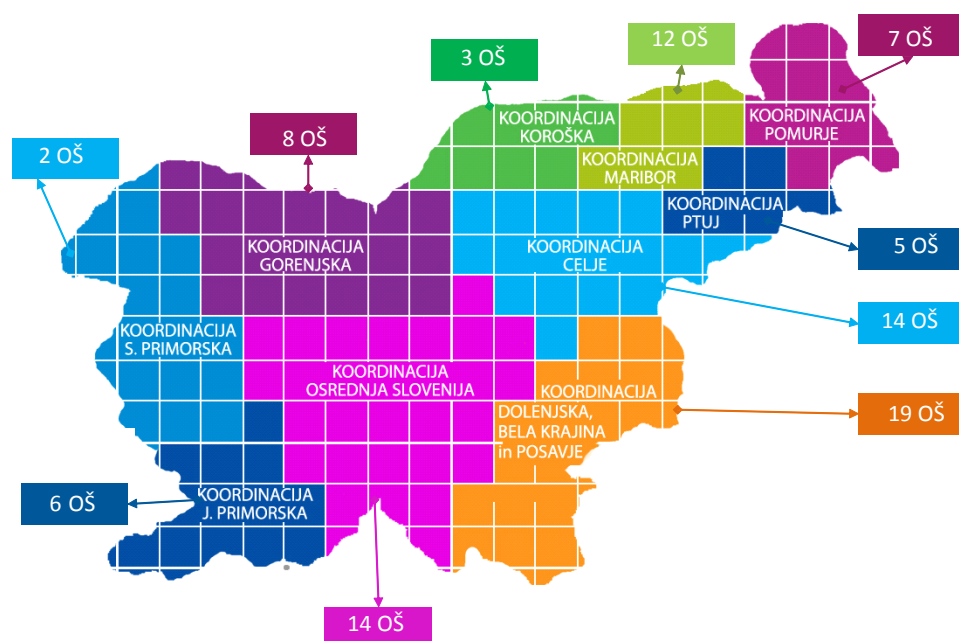 12 OŠ
7 OŠ
3 OŠ
8 OŠ
2 OŠ
KOORDINACIJA
KOROŠKA
KOORDINACIJA
POMURJE
KOORDINACIJA
MARIBOR
KOORDINACIJA
PTUJ
5 OŠ
KOORDINACIJA
GORENJSKA
KOORDINACIJA
CELJE
14 OŠ
KOORDINACIJA
S. PRIMORSKA
KOORDINACIJA
OSREDNJA SLOVENIJA
KOORDINACIJA
DOLENJSKA,
BELA KRAJINA
in POSAVJE
19 OŠ
6 OŠ
KOORDINACIJA
J. PRIMORSKA
14 OŠ